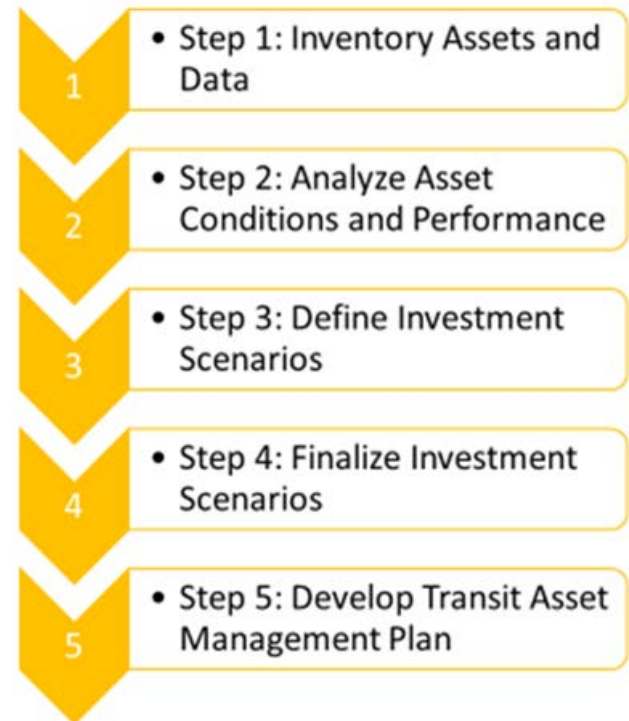 1
• Step 1: Inventory Assets and
Data
2
• Step 2: Analyze Asset
Conditions and Performance
3
• Step 3: Define Investment
Scenarios
4
• Step 4: Finalize Investment
Scenarios
5
• Step 5: Develop Transit Asset
Management Plan